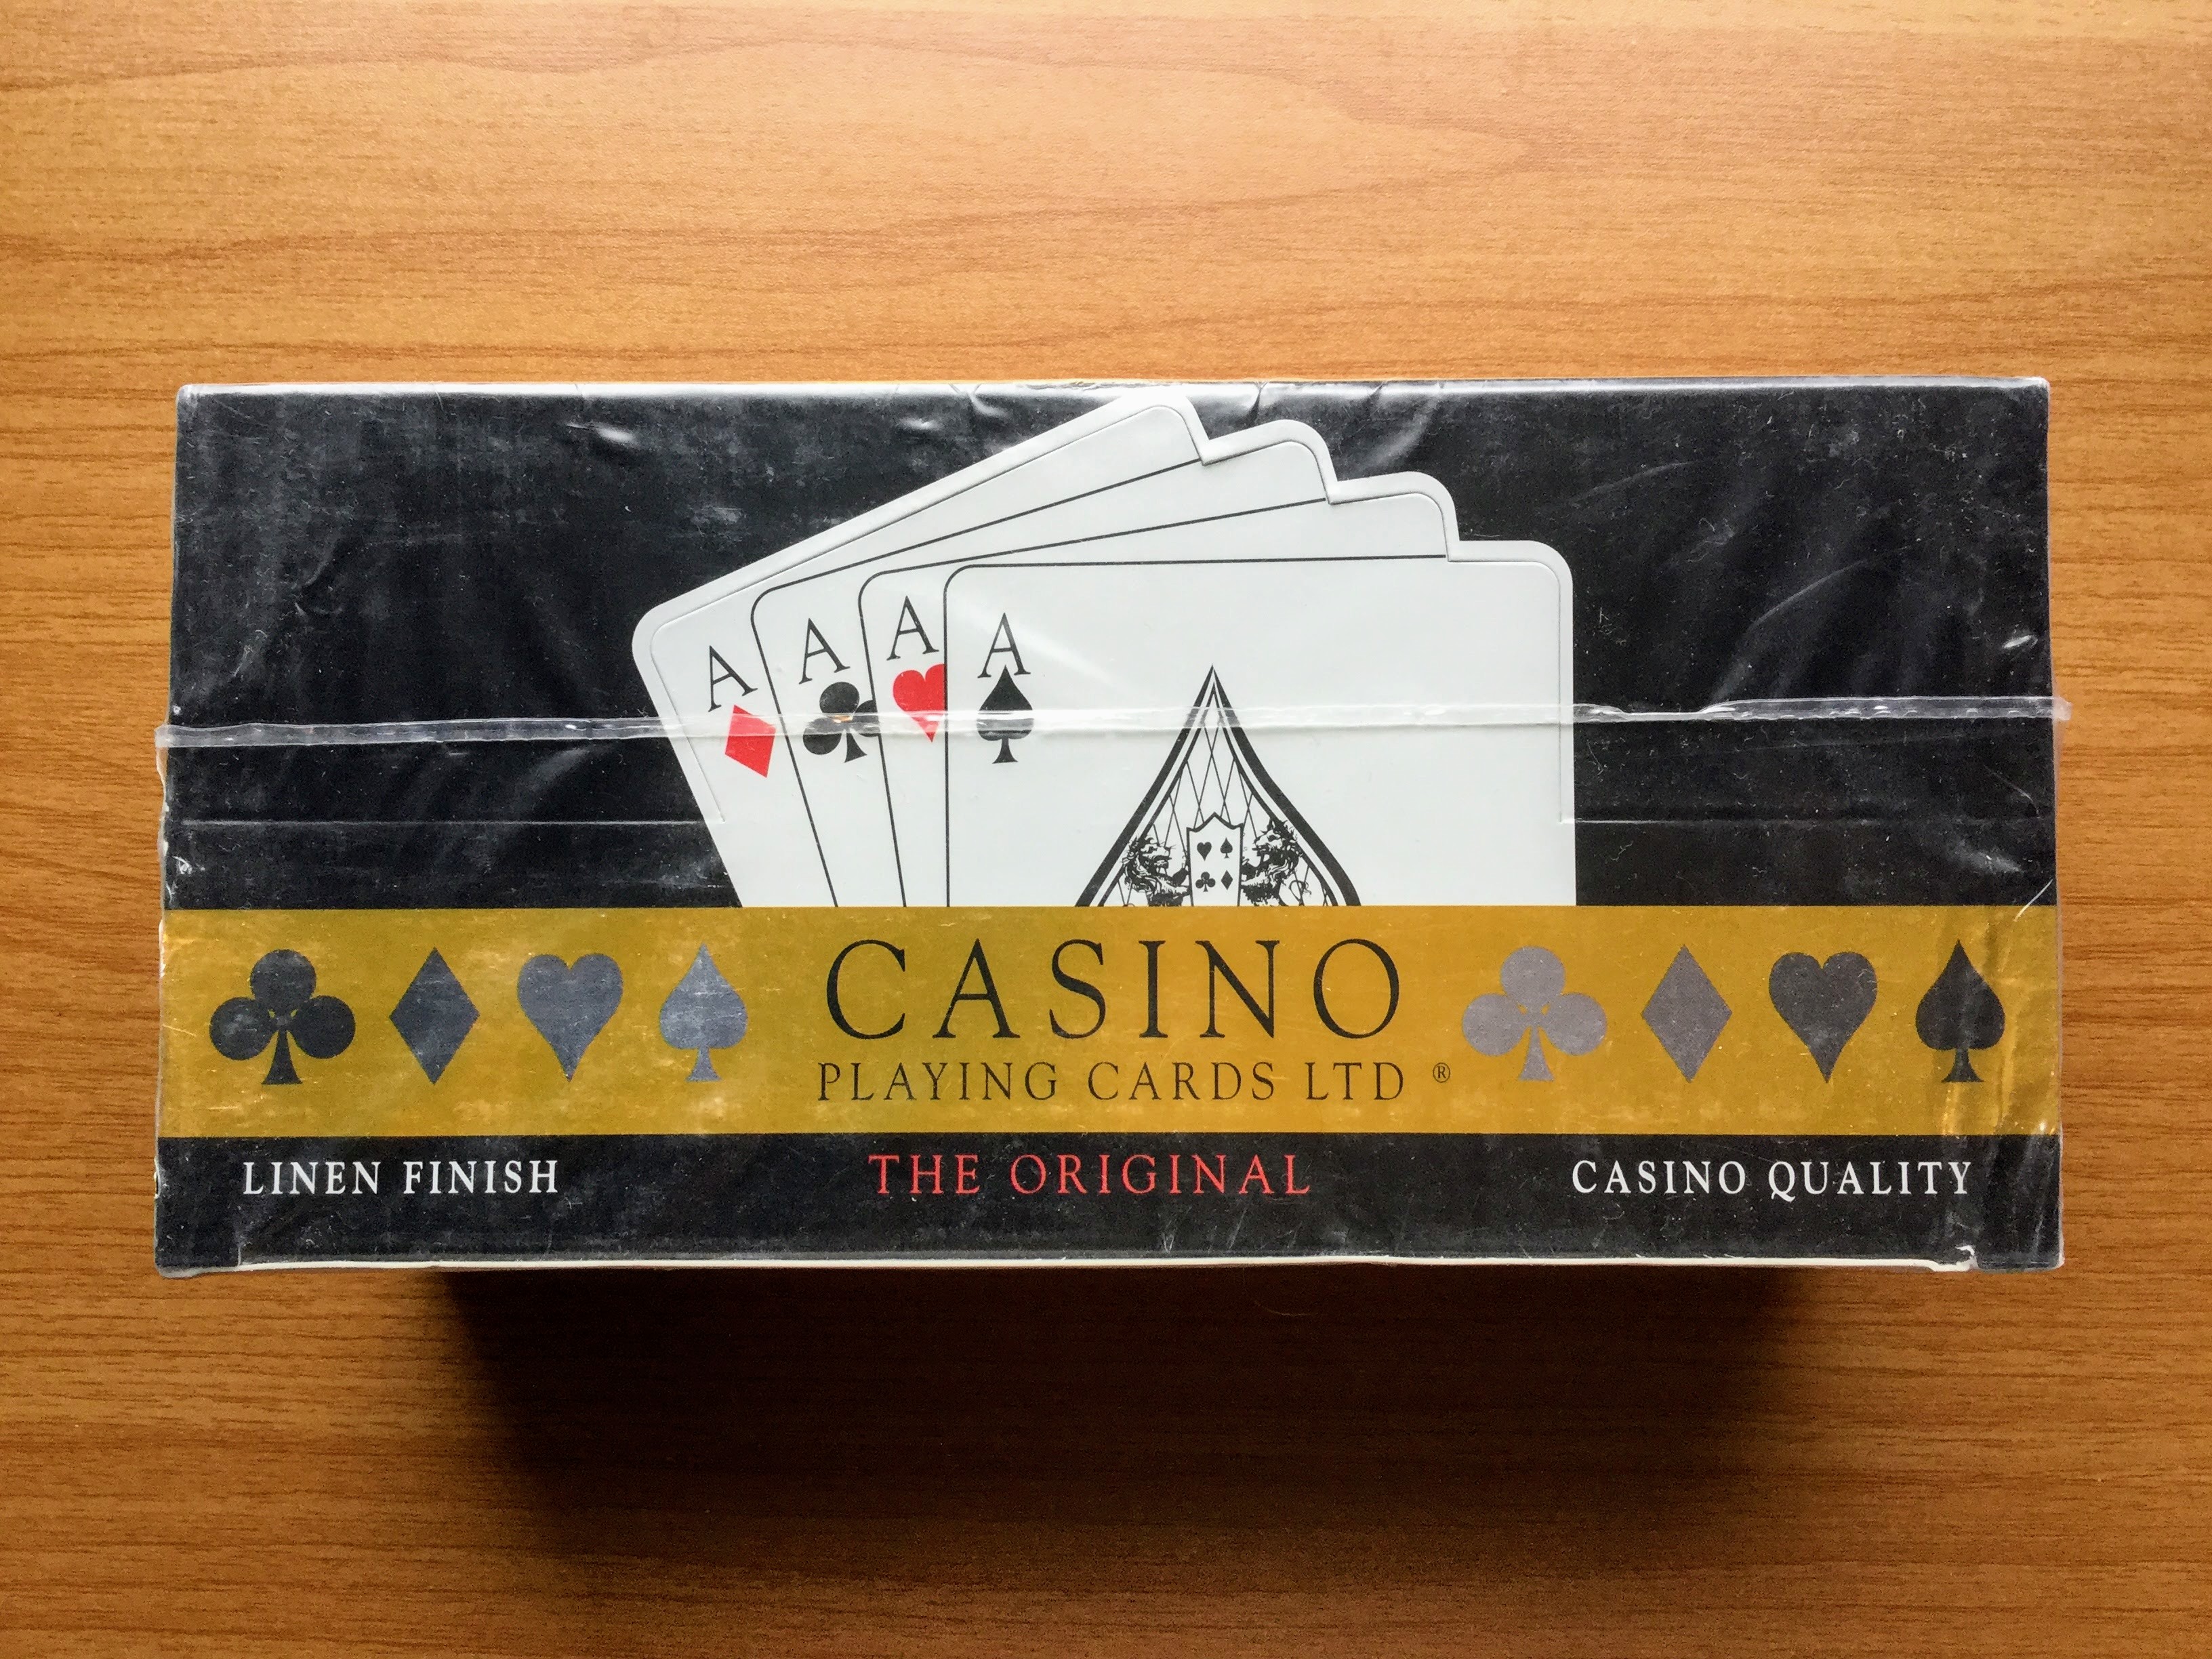 A A A A
CASINO
PLAYING CARDS LTD ®
LINEN FINISH THE ORIGINAL CASINO QUALITY